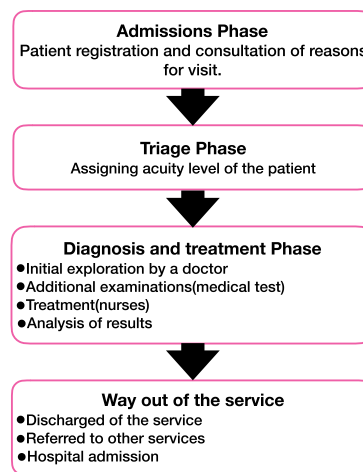 Admissions Phase
Patient registration and consultation of reasons
for visit.
Triage Phase
Assigning acuity level of the patient
Diagnosis and treatment Phase
●Initial exploration by a doctor
●Additional examinations(medical test)
●Treatment(nurses)
●Analysis of results
Way out of the service
●Discharged of the service
●Referred to other services
●Hospital admission